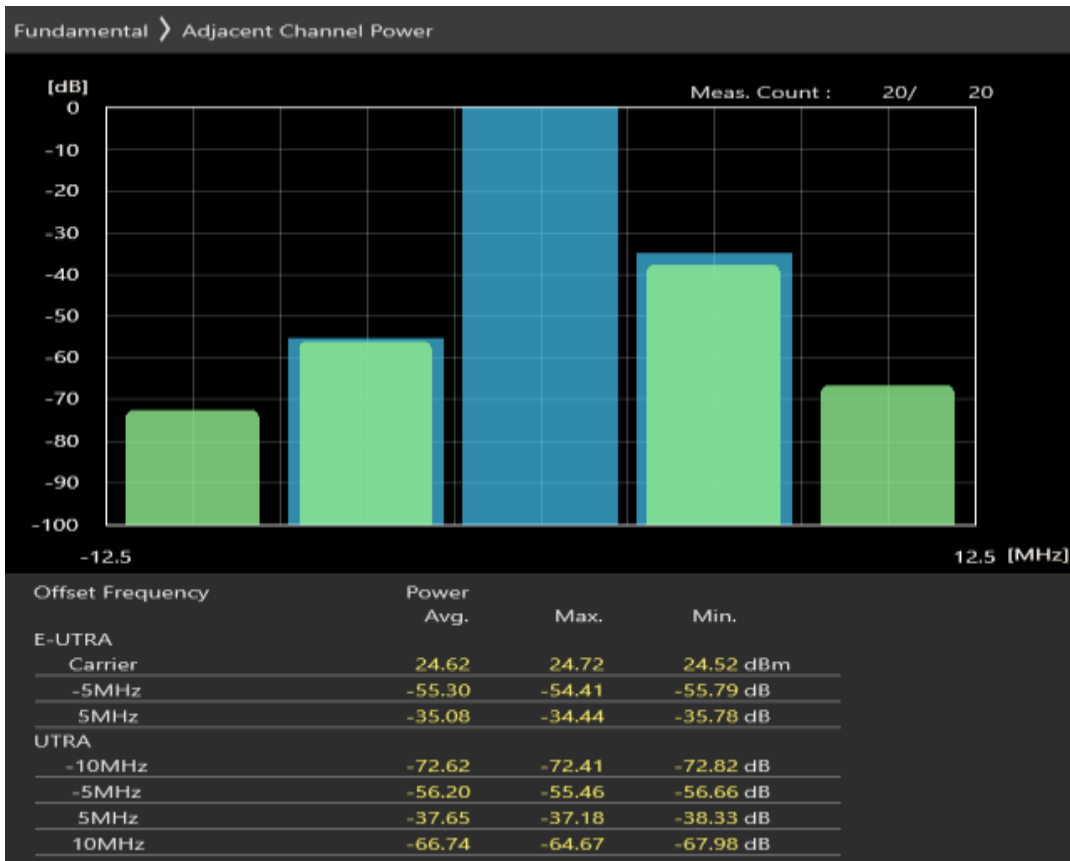 Fundamental 〉 Adjacent Channel Power
[dB]
Meas. Count : 20/ 20
0
-10
-20
-30
-40
-50
-60
-70
-80
-90
-100
-12.5 12.5 [MHz]
Offset Frequency Power
Avg. Max. Min.
E-UTRA
Carrier 24.62 24.72 24.52 dBm
-5MHz -55.30 -54.41 -55.79 dB
5MHz -35.08 -34.44 -35.78 dB
UTRA
-10MHz -72.62 -72.41 -72.82 dB
-5MHz -56.20 -55.46 -56.66 dB
5MHz -37.65 -37.18 -38.33 dB
10MHz -66.74 -64.67 -67.98 dB